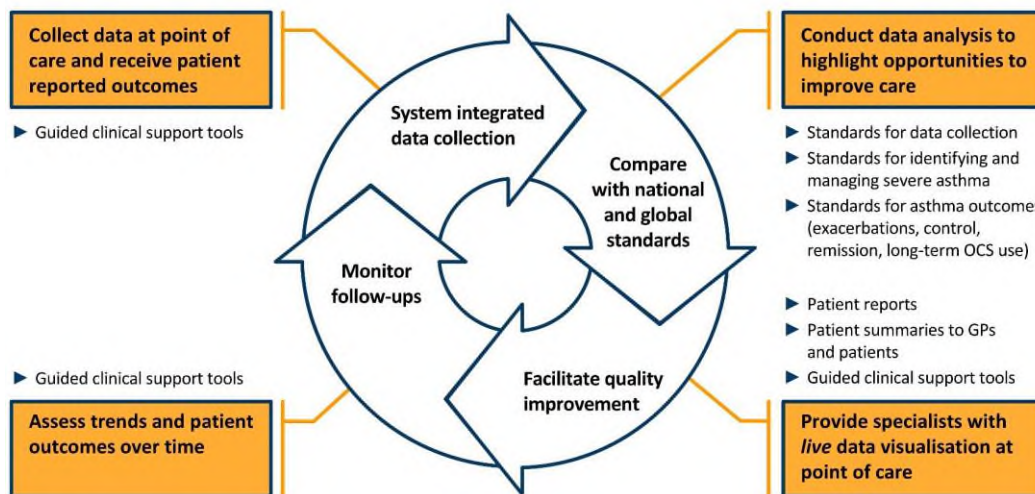 Collect data at point of
care and receive patient
reported outcomes
► Guided clinical support tools
System integrated
data collection
Conduct data analysis to
highlight opportunities to
improve care
► Standards for data collection
► Standards for identifying and
managing severe asthma
► Standards for asthma outcomes
(exacerbations, control,
remission, long-term OCS use)
Compare
with national
and global
standards
► Patient reports
► Patient summaries to GPs
and patients
► Guided clinical support tools
Provide specialists with
live data visualisation at
point of care
Facilitate quality
improvement
Monitor
follow-ups
► Guided clinical support tools
Assess trends and patient
outcomes over time